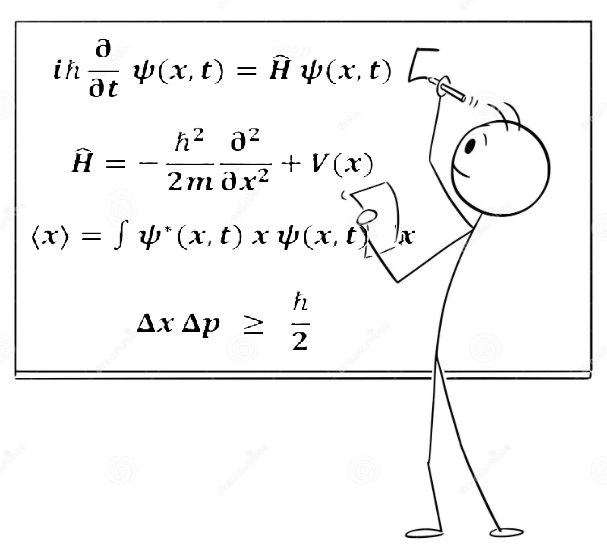 iℏ ∂/∂t ψ(x, t) = Ĥ ψ(x, t)
Ĥ = − ℏ²/2m ∂²/∂x² + V(x)
⟨x⟩ = ∫ ψ*(x, t) x ψ(x, t) x
Δx Δp ≥ ℏ/2